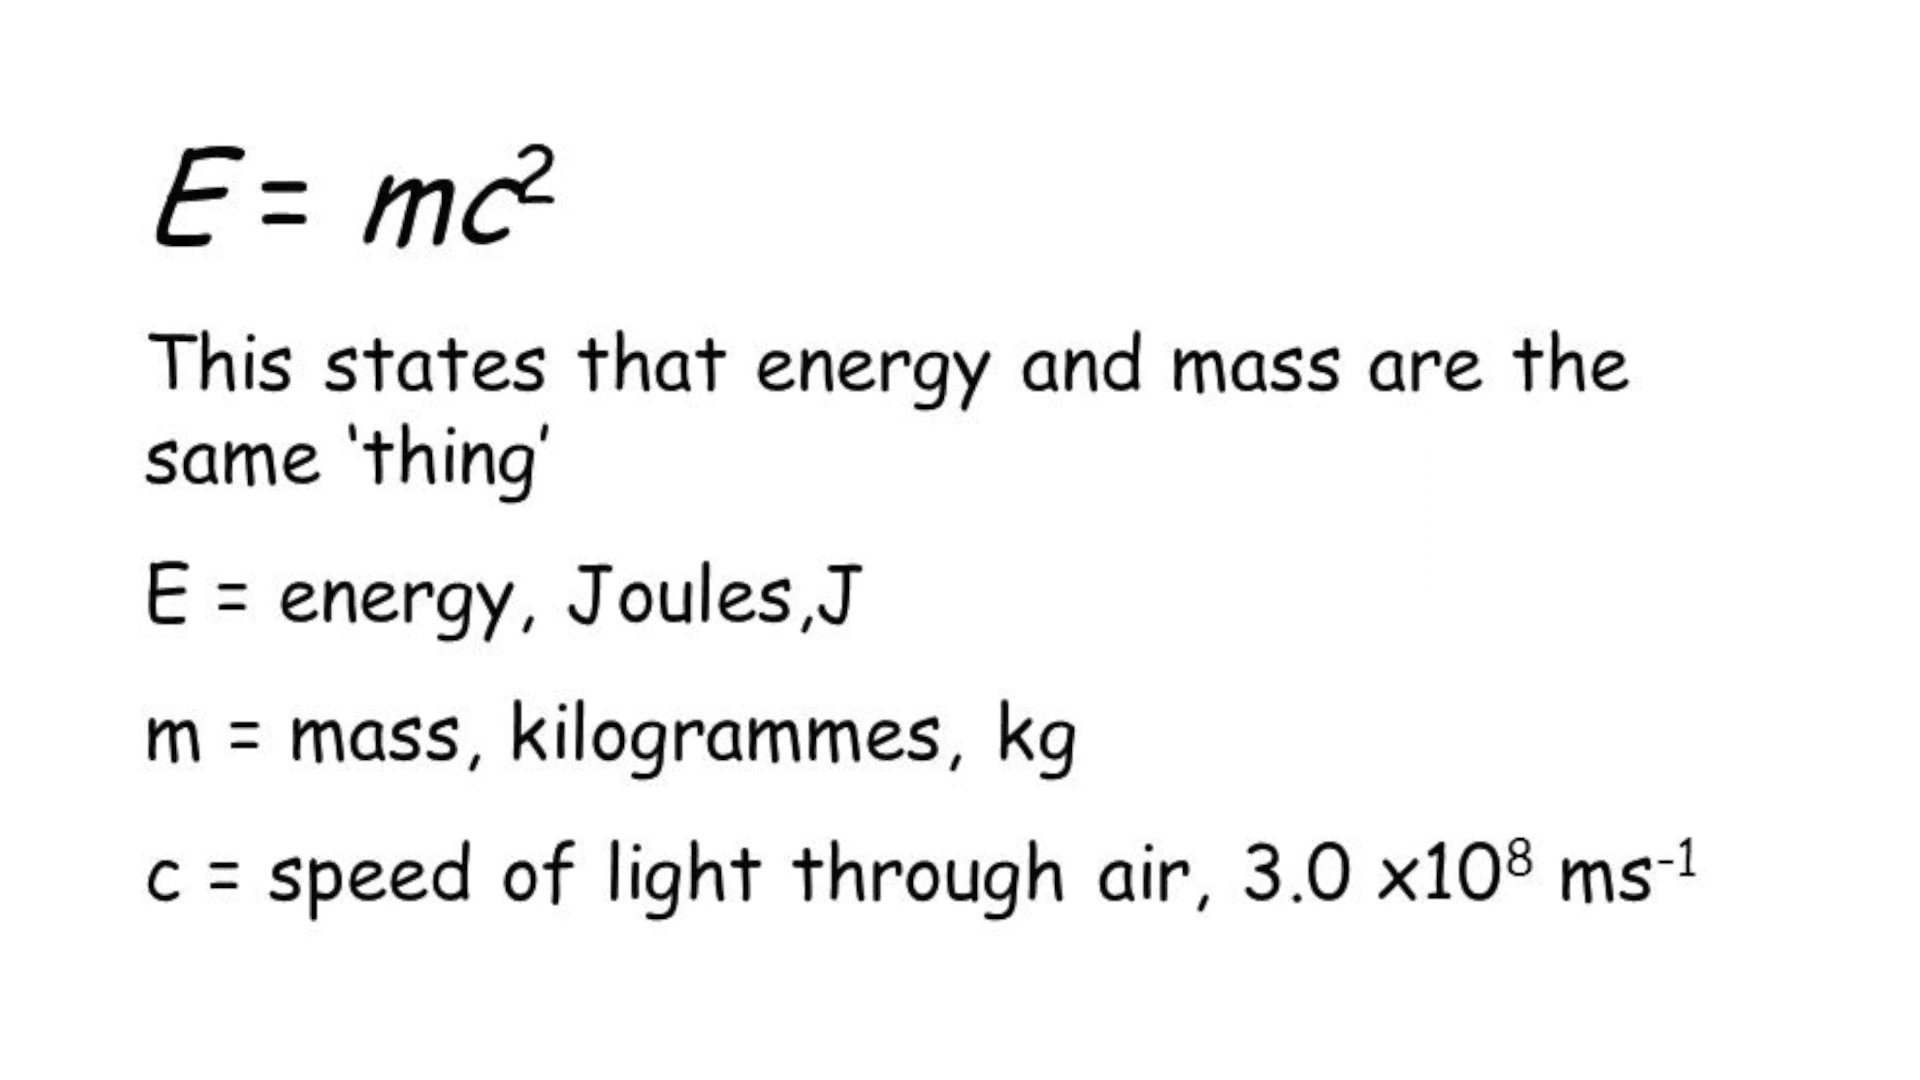 E = mc²
This states that energy and mass are the
same ‘thing’
E = energy, Joules,J
m = mass, kilogrammes, kg
c = speed of light through air, 3.0 x10⁸ ms⁻¹